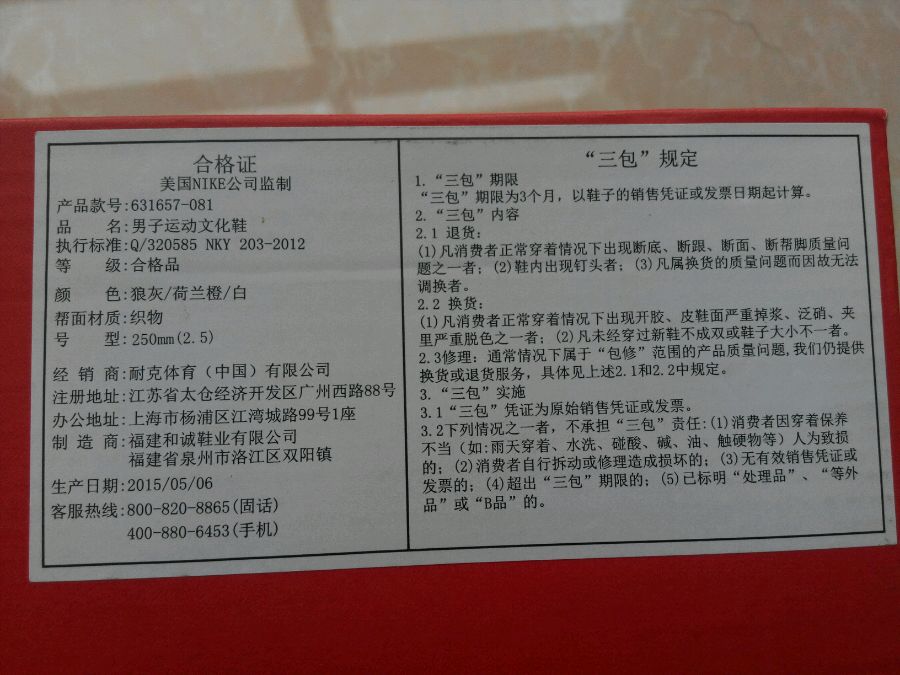 合格证
美国NIKE公司监制
产品款号:631657-081
品 名:男子运动文化鞋
执行标准:Q/320585 NKY 203-2012
等 级:合格品
颜 色:狼灰/荷兰橙/白
帮面材质:织物
号 型:250mm(2.5)
经 销 商:耐克体育（中国）有限公司
注册地址:江苏省太仓经济开发区广州西路88号
办公地址:上海市杨浦区江湾城路99号1座
制 造 商:福建和诚鞋业有限公司
福建省泉州市洛江区双阳镇
生产日期:2015/05/06
客服热线:800-820-8865(固话)
400-880-6453(手机)
“三包”规定
1.“三包”期限
“三包”期限为3个月，以鞋子的销售凭证或发票日期起计算。
2.“三包”内容
2.1 退货:
(1)凡消费者正常穿着情况下出现断底、断跟、断面、断帮脚质量问
题之一者; (2)鞋内出现钉头者; (3)凡属换货的质量问题而因故无法
调换者。
2.2 换货:
(1)凡消费者正常穿着情况下出现开胶、皮鞋面严重掉浆、泛硝、夹
里严重脱色之一者; (2)凡未经穿过新鞋不成双或鞋子大小不一者。
2.3修理: 通常情况下属于“包修”范围的产品质量问题,我们仍提供
换货或退货服务，具体见上述2.1和2.2中规定。
3.“三包”实施
3.1“三包”凭证为原始销售凭证或发票。
3.2下列情况之一者，不承担“三包”责任:(1)消费者因穿着保养
不当（如:雨天穿着、水洗、碰酸、碱、油、触硬物等）人为致损
的; (2)消费者自行拆动或修理造成损坏的; (3)无有效销售凭证或
发票的; (4)超出“三包”期限的; (5)已标明“处理品”、“等外
品”或“B品”的。